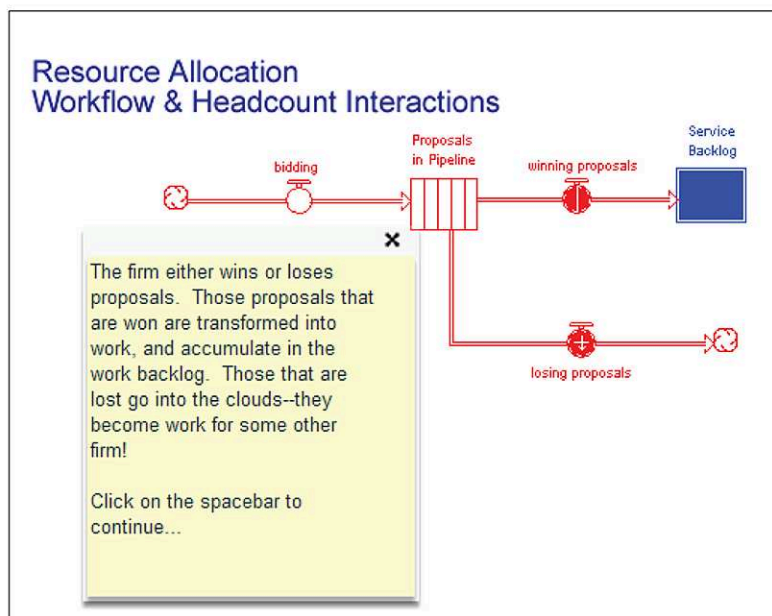 Resource Allocation
Workflow & Headcount Interactions
bidding
Proposals
in Pipeline
winning proposals
Service
Backlog
The firm either wins or loses
proposals.  Those proposals that
are won are transformed into
work, and accumulate in the
work backlog.  Those that are
lost go into the clouds--they
become work for some other
firm!
Click on the spacebar to
continue...
losing proposals